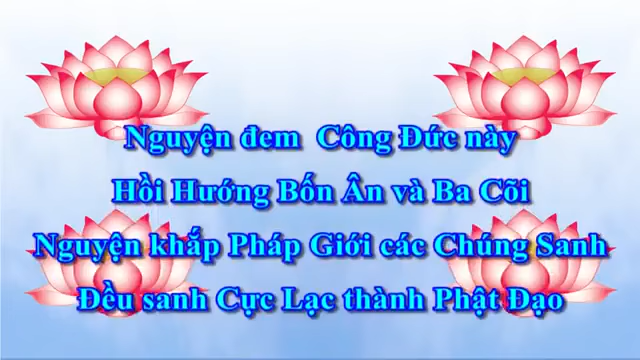 Nguyện đem Công Đức này
Hồi Hướng Bốn Ân và Ba Cõi
Nguyện khắp Pháp Giới các Chúng Sanh
Đều sanh Cực Lạc thành Phật Đạo